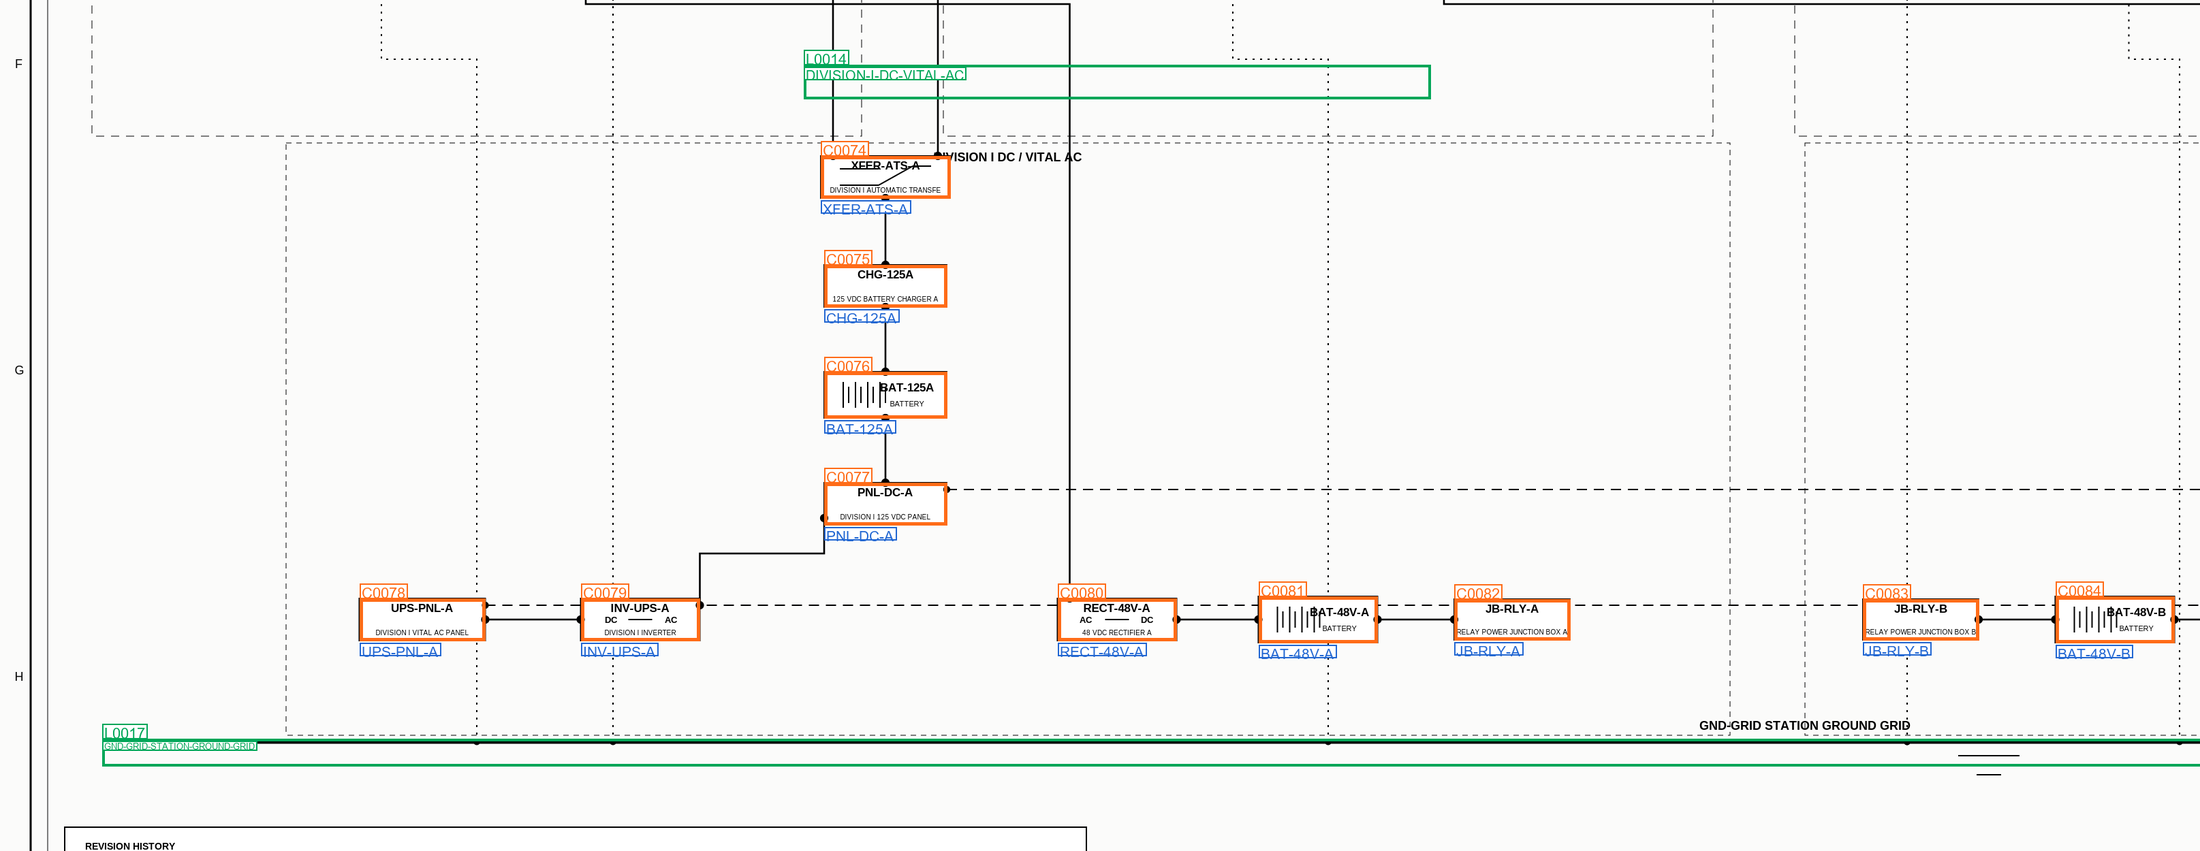 F
L0014
DIVISION-I-DC-VITAL-AC
C0074
IVISION I DC / VITAL AC
XFER-ATS-A
DIVISION I AUTOMATIC TRANSFE
XFER-ATS-A
C0075
CHG-125A
125 VDC BATTERY CHARGER A
CHG-125A
G
C0076
BAT-125A
BATTERY
BAT-125A
C0077
PNL-DC-A
DIVISION I 125 VDC PANEL
PNL-DC-A
C0078
UPS-PNL-A
DIVISION I VITAL AC PANEL
UPS-PNL-A
C0079
INV-UPS-A
DC AC
DIVISION I INVERTER
INV-UPS-A
C0080
RECT-48V-A
AC DC
48 VDC RECTIFIER A
RECT-48V-A
C0081
BAT-48V-A
BATTERY
BAT-48V-A
C0082
JB-RLY-A
RELAY POWER JUNCTION BOX A
JB-RLY-A
C0083
JB-RLY-B
RELAY POWER JUNCTION BOX B
JB-RLY-B
C0084
BAT-48V-B
BATTERY
BAT-48V-B
H
GND-GRID STATION GROUND GRID
L0017
GND-GRID-STATION-GROUND-GRID
REVISION HISTORY